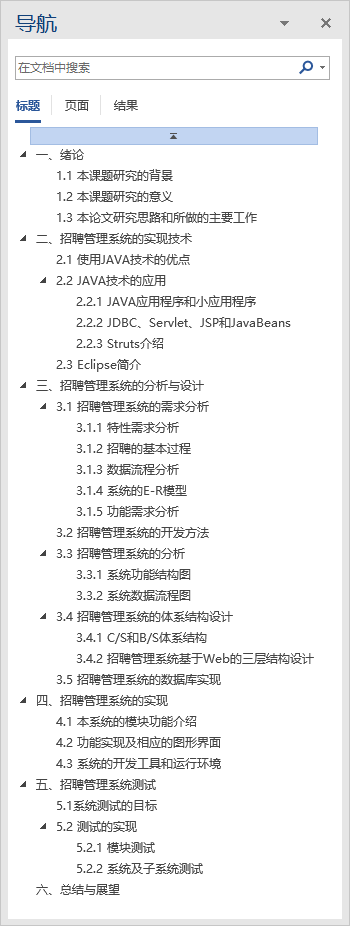 导航
在文档中搜索
标题 页面 结果
一、绪论
1.1 本课题研究的背景
1.2 本课题研究的意义
1.3 本论文研究思路和所做的主要工作
二、招聘管理系统的实现技术
2.1 使用JAVA技术的优点
2.2 JAVA技术的应用
2.2.1 JAVA应用程序和小应用程序
2.2.2 JDBC、Servlet、JSP和JavaBeans
2.2.3 Struts介绍
2.3 Eclipse简介
三、招聘管理系统的分析与设计
3.1 招聘管理系统的需求分析
3.1.1 特性需求分析
3.1.2 招聘的基本过程
3.1.3 数据流程分析
3.1.4 系统的E-R模型
3.1.5 功能需求分析
3.2 招聘管理系统的开发方法
3.3 招聘管理系统的分析
3.3.1 系统功能结构图
3.3.2 系统数据流程图
3.4 招聘管理系统的体系结构设计
3.4.1 C/S和B/S体系结构
3.4.2 招聘管理系统基于Web的三层结构设计
3.5 招聘管理系统的数据库实现
四、招聘管理系统的实现
4.1 本系统的模块功能介绍
4.2 功能实现及相应的图形界面
4.3 系统的开发工具和运行环境
五、招聘管理系统测试
5.1系统测试的目标
5.2 测试的实现
5.2.1 模块测试
5.2.2 系统及子系统测试
六、总结与展望